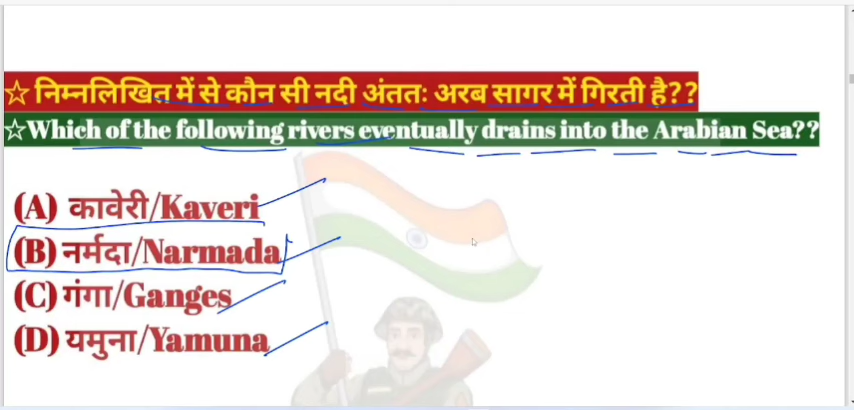 ☆ निम्नलिखित में से कौन सी नदी अंततः अरब सागर में गिरती है??
☆Which of the following rivers eventually drains into the Arabian Sea??
(A) कावेरी/Kaveri
(B) नर्मदा/Narmada
(C) गंगा/Ganges
(D) यमुना/Yamuna